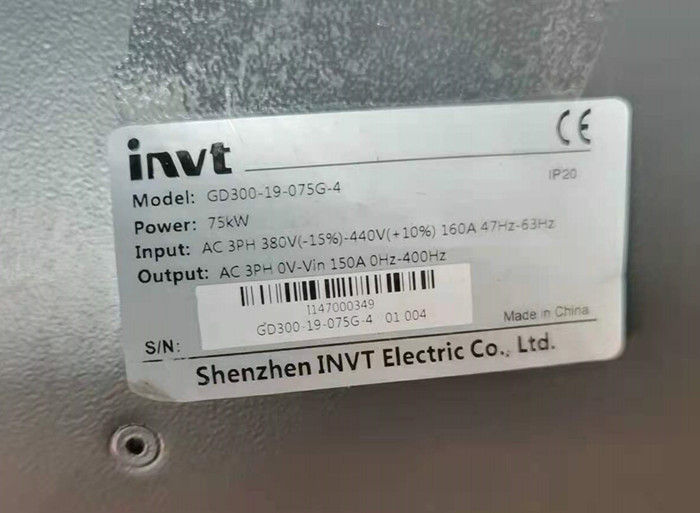 CE
invt
IP20
Model: GD300-19-075G-4
Power: 75kW
Input: AC 3PH 380V(-15%)-440V(+10%) 160A 47Hz-63Hz
Output: AC 3PH 0V-Vin 150A 0Hz-400Hz
1147000349
GD300-19-075G-4 01 004
S/N:
Made in China
Shenzhen INVT Electric Co., Ltd.